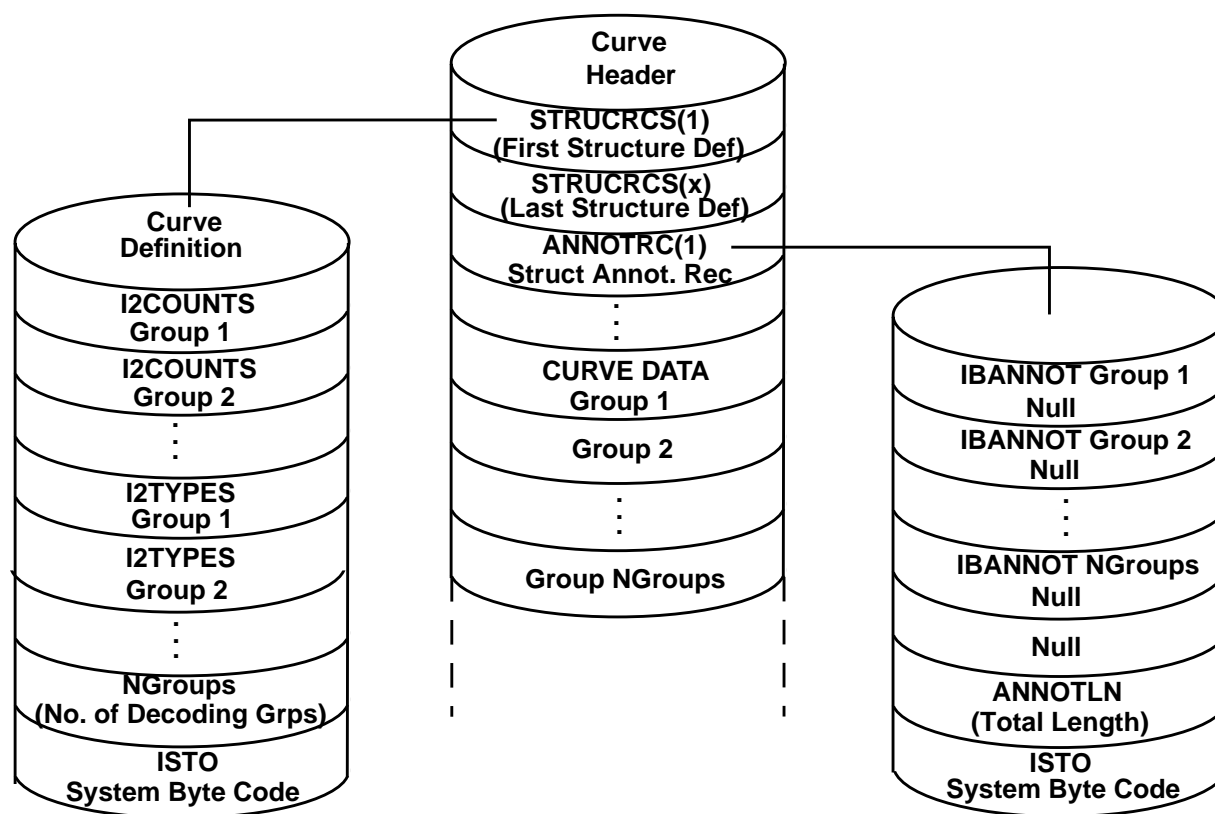 Curve
Header
STRUCRCS(1)
(First Structure Def)
STRUCRCS(x)
(Last Structure Def)
ANNOTRC(1)
Struct Annot. Rec
CURVE DATA
Group 1
Group 2
Group NGroups
Curve
Definition
I2COUNTS
Group 1
I2COUNTS
Group 2
I2TYPES
Group 1
I2TYPES
Group 2
NGroups
(No. of Decoding Grps)
ISTO
System Byte Code
IBANNOT Group 1
Null
IBANNOT Group 2
Null
IBANNOT NGroups
Null
Null
ANNOTLN
(Total Length)
ISTO
System Byte Code